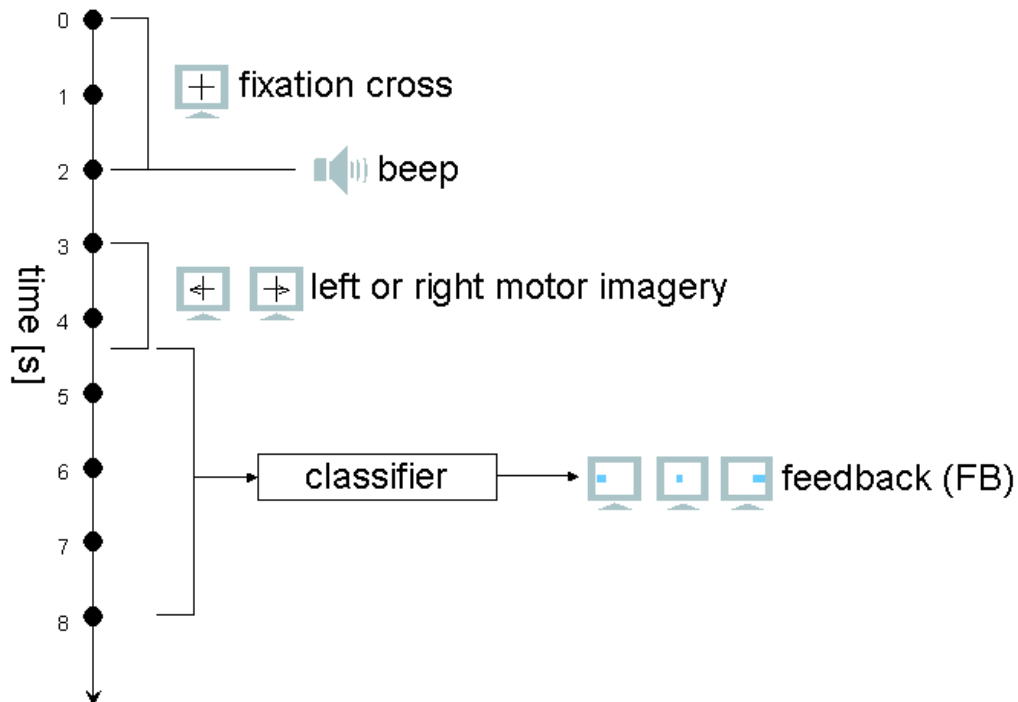 0
1
fixation cross
2
beep
3
left or right motor imagery
time [s]
4
5
6
classifier
feedback (FB)
7
8